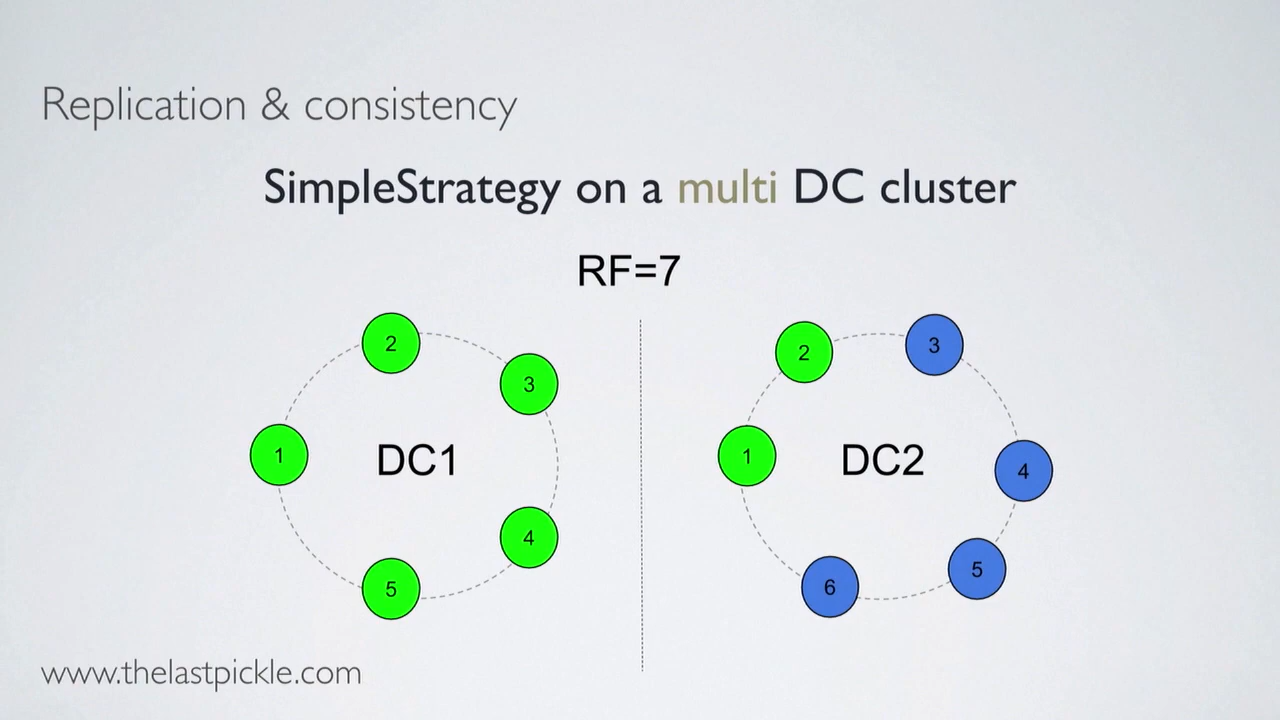 Replication & consistency
SimpleStrategy on a multi DC cluster
RF=7
2
3
1
DC1
4
5
2
3
1
DC2
4
5
6
www.thelastpickle.com